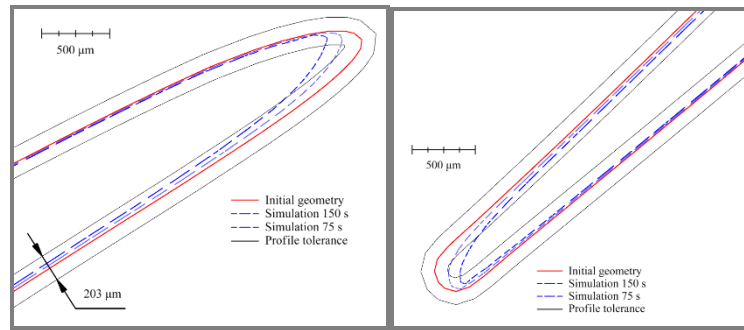 500 μm
Initial geometry
Simulation 150 s
Simulation 75 s
Profile tolerance
203 μm
500 μm
Initial geometry
Simulation 150 s
Simulation 75 s
Profile tolerance